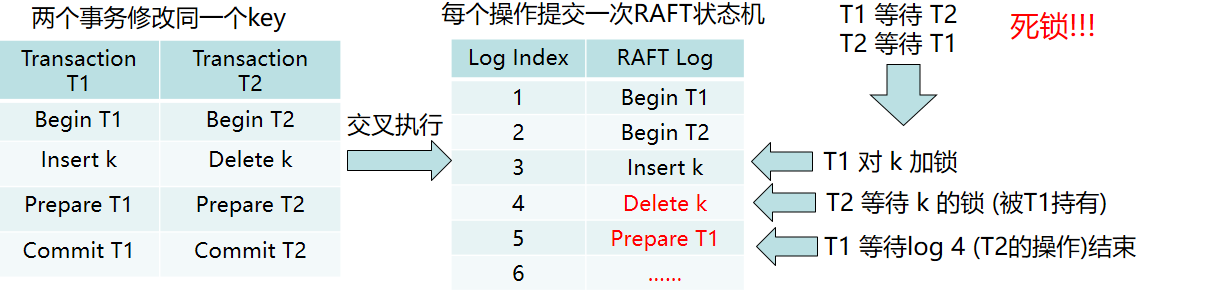 两个事务修改同一个key
Transaction T1 Transaction T2
Begin T1 Begin T2
Insert k Delete k
Prepare T1 Prepare T2
Commit T1 Commit T2
交叉执行
每个操作提交一次RAFT状态机
Log Index RAFT Log
1 Begin T1
2 Begin T2
3 Insert k
4 Delete k
5 Prepare T1
6 ......
T1 等待 T2
T2 等待 T1
死锁!!!
T1 对 k 加锁
T2 等待 k 的锁 (被T1持有)
T1 等待log 4 (T2的操作)结束